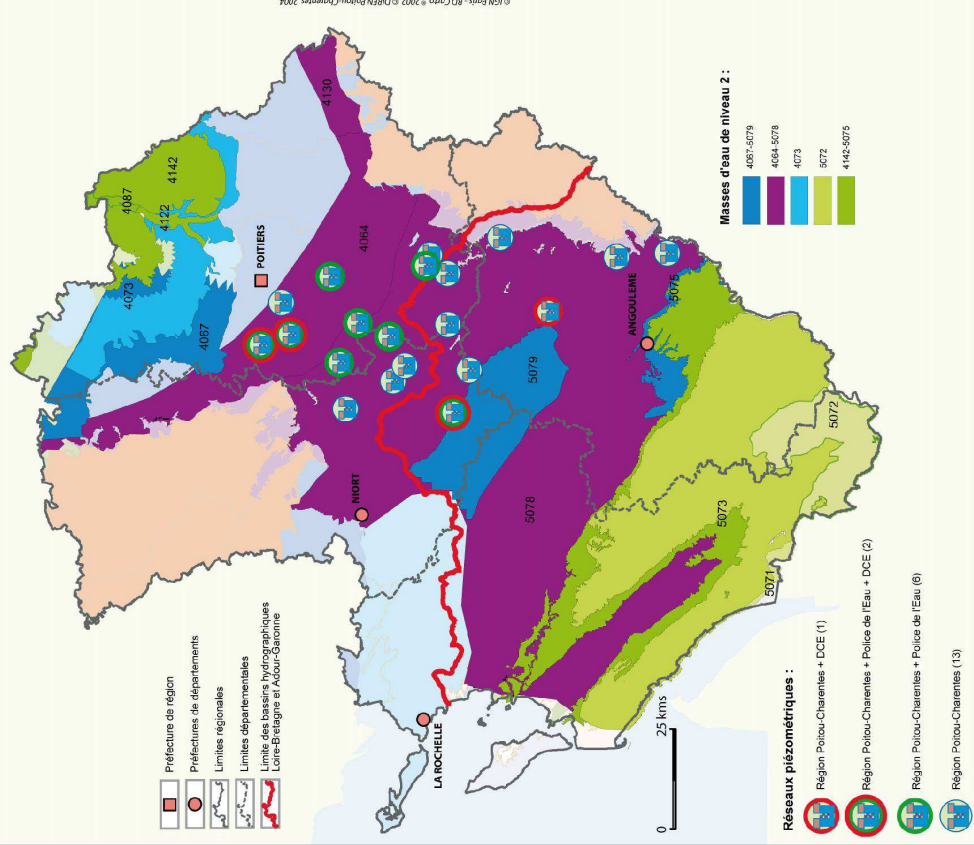 © IGN Paris - BD Carto ® 2002 © DIREN Poitou-Charentes 2004
Préfecture de région
Préfectures de départements
Limites régionales
Limites départementales
Limite des bassins hydrographiques
Loire-Bretagne et Adour-Garonne
Masses d'eau de niveau 2 :
4067-5079
4064-5078
4073
5072
4142-5075
Réseaux piézométriques :
Région Poitou-Charentes + DCE (1)
Région Poitou-Charentes + Police de l'Eau + DCE (2)
Région Poitou-Charentes + Police de l'Eau (6)
Région Poitou-Charentes (13)
0
25 kms
LA ROCHELLE
NIORT
POITIERS
ANGOULEME
4130
4142
4087
4122
4073
4067
4064
5079
5078
5075
5073
5072
5071